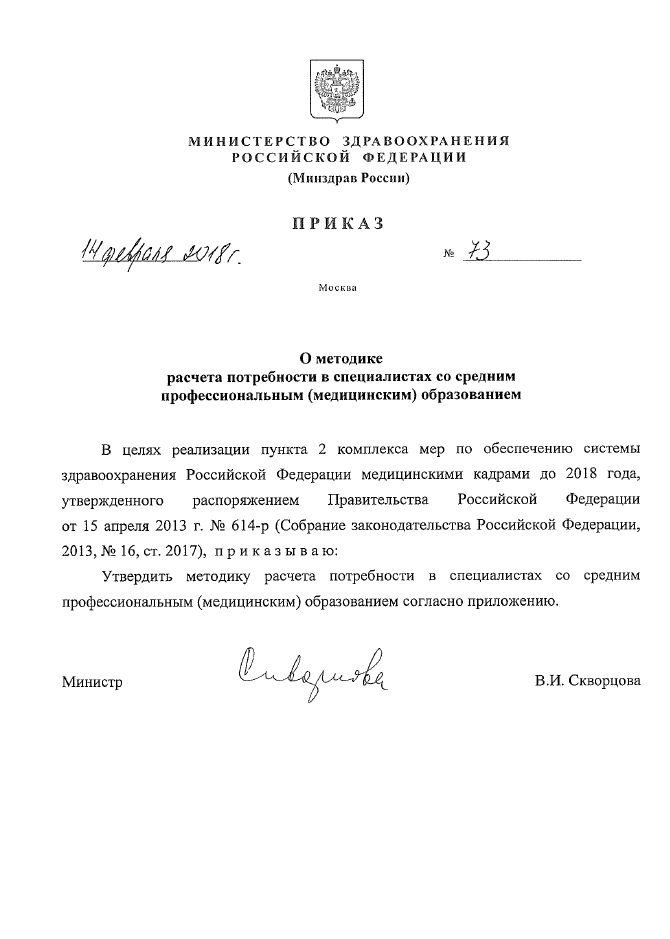 МИНИСТЕРСТВО ЗДРАВООХРАНЕНИЯ
РОССИЙСКОЙ ФЕДЕРАЦИИ
(Минздрав России)
ПРИКАЗ
14 февраля 2018 г. № 73
Москва
О методике
расчета потребности в специалистах со средним
профессиональным (медицинским) образованием
В целях реализации пункта 2 комплекса мер по обеспечению системы
здравоохранения Российской Федерации медицинскими кадрами до 2018 года,
утвержденного распоряжением Правительства Российской Федерации
от 15 апреля 2013 г. № 614-р (Собрание законодательства Российской Федерации,
2013, № 16, ст. 2017), приказываю:
Утвердить методику расчета потребности в специалистах со средним
профессиональным (медицинским) образованием согласно приложению.
Министр Скворцова В.И. Скворцова